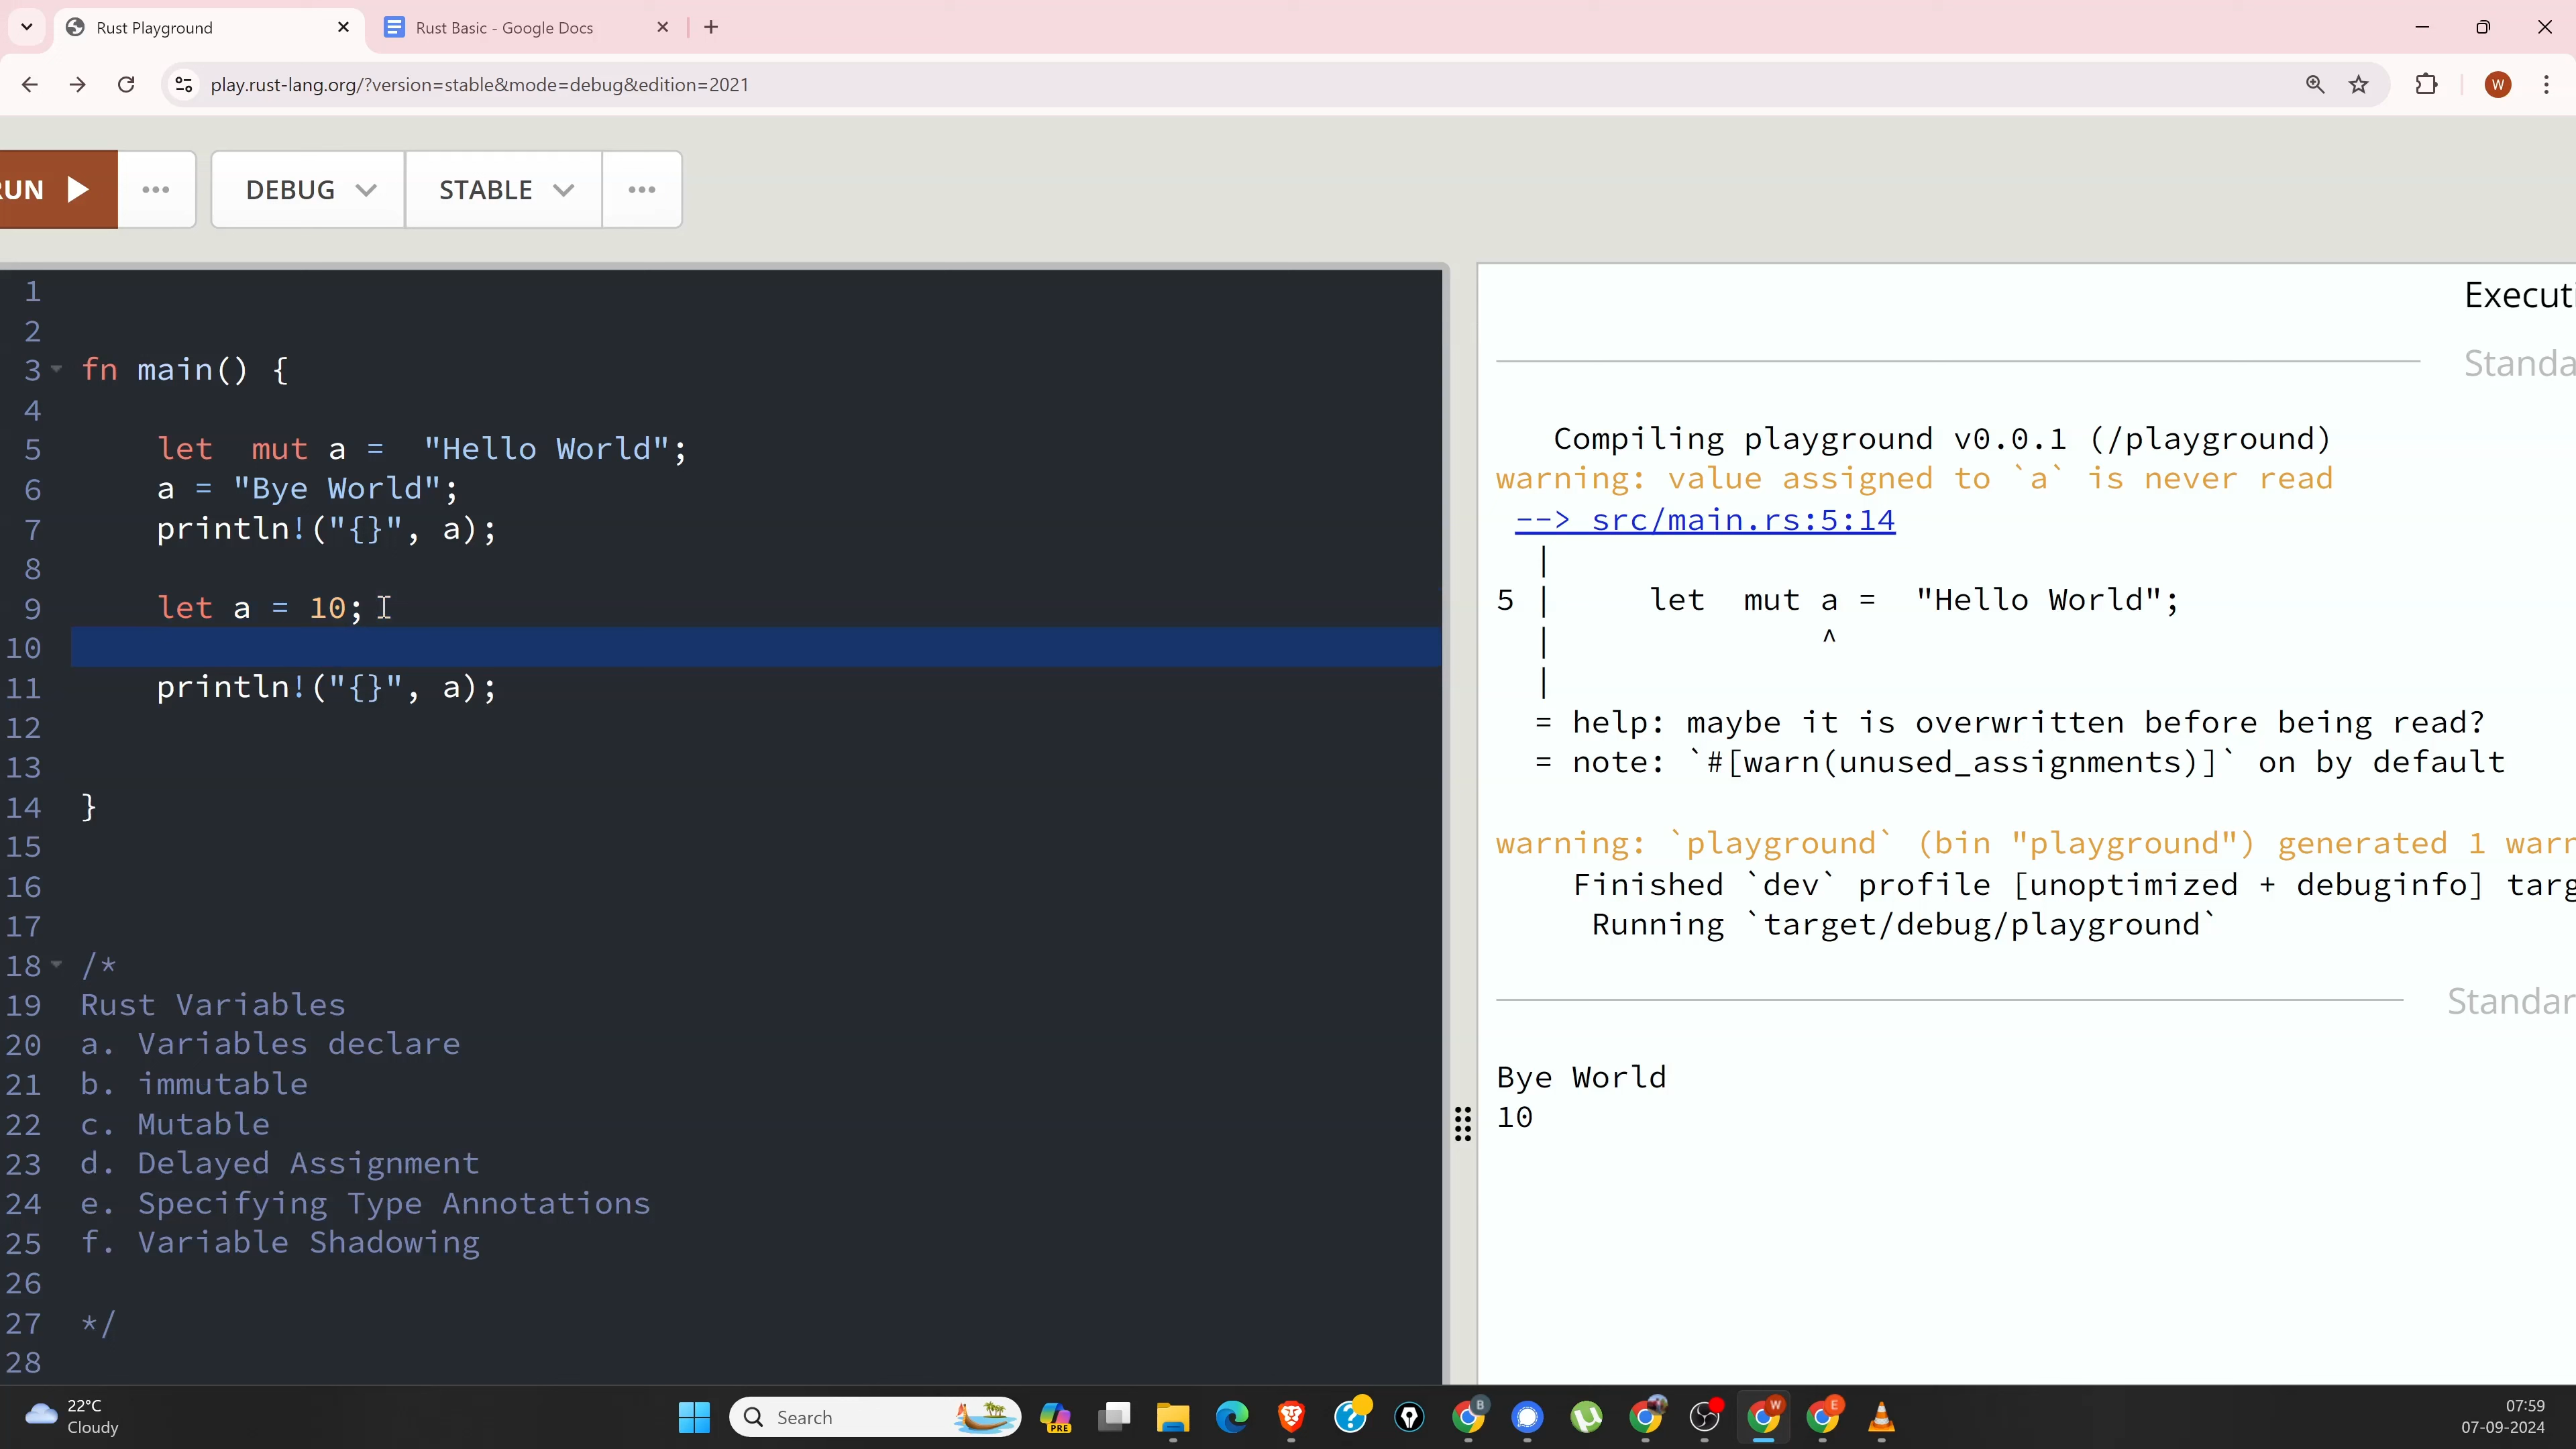 Rust Playground
Rust Basic - Google Docs
play.rust-lang.org/?version=stable&mode=debug&edition=2021
W
UN
DEBUG
STABLE
1
2
3 fn main() {
4
5 let  mut a =  "Hello World";
6 a = "Bye World";
7 println!("{}", a);
8
9 let a = 10;
10
11 println!("{}", a);
12
13
14 }
15
16
17
18 /*
19 Rust Variables
20 a. Variables declare
21 b. immutable
22 c. Mutable
23 d. Delayed Assignment
24 e. Specifying Type Annotations
25 f. Variable Shadowing
26
27 */
28
Executi
Standa
Compiling playground v0.0.1 (/playground)
warning: value assigned to `a` is never read
--> src/main.rs:5:14
|
5 |     let  mut a =  "Hello World";
|              ^
|
= help: maybe it is overwritten before being read?
= note: `#[warn(unused_assignments)]` on by default
warning: `playground` (bin "playground") generated 1 warn
Finished `dev` profile [unoptimized + debuginfo] targ
Running `target/debug/playground`
Standar
Bye World
10
22°C
Cloudy
Search
PRE
B
W
E
07:59
07-09-2024